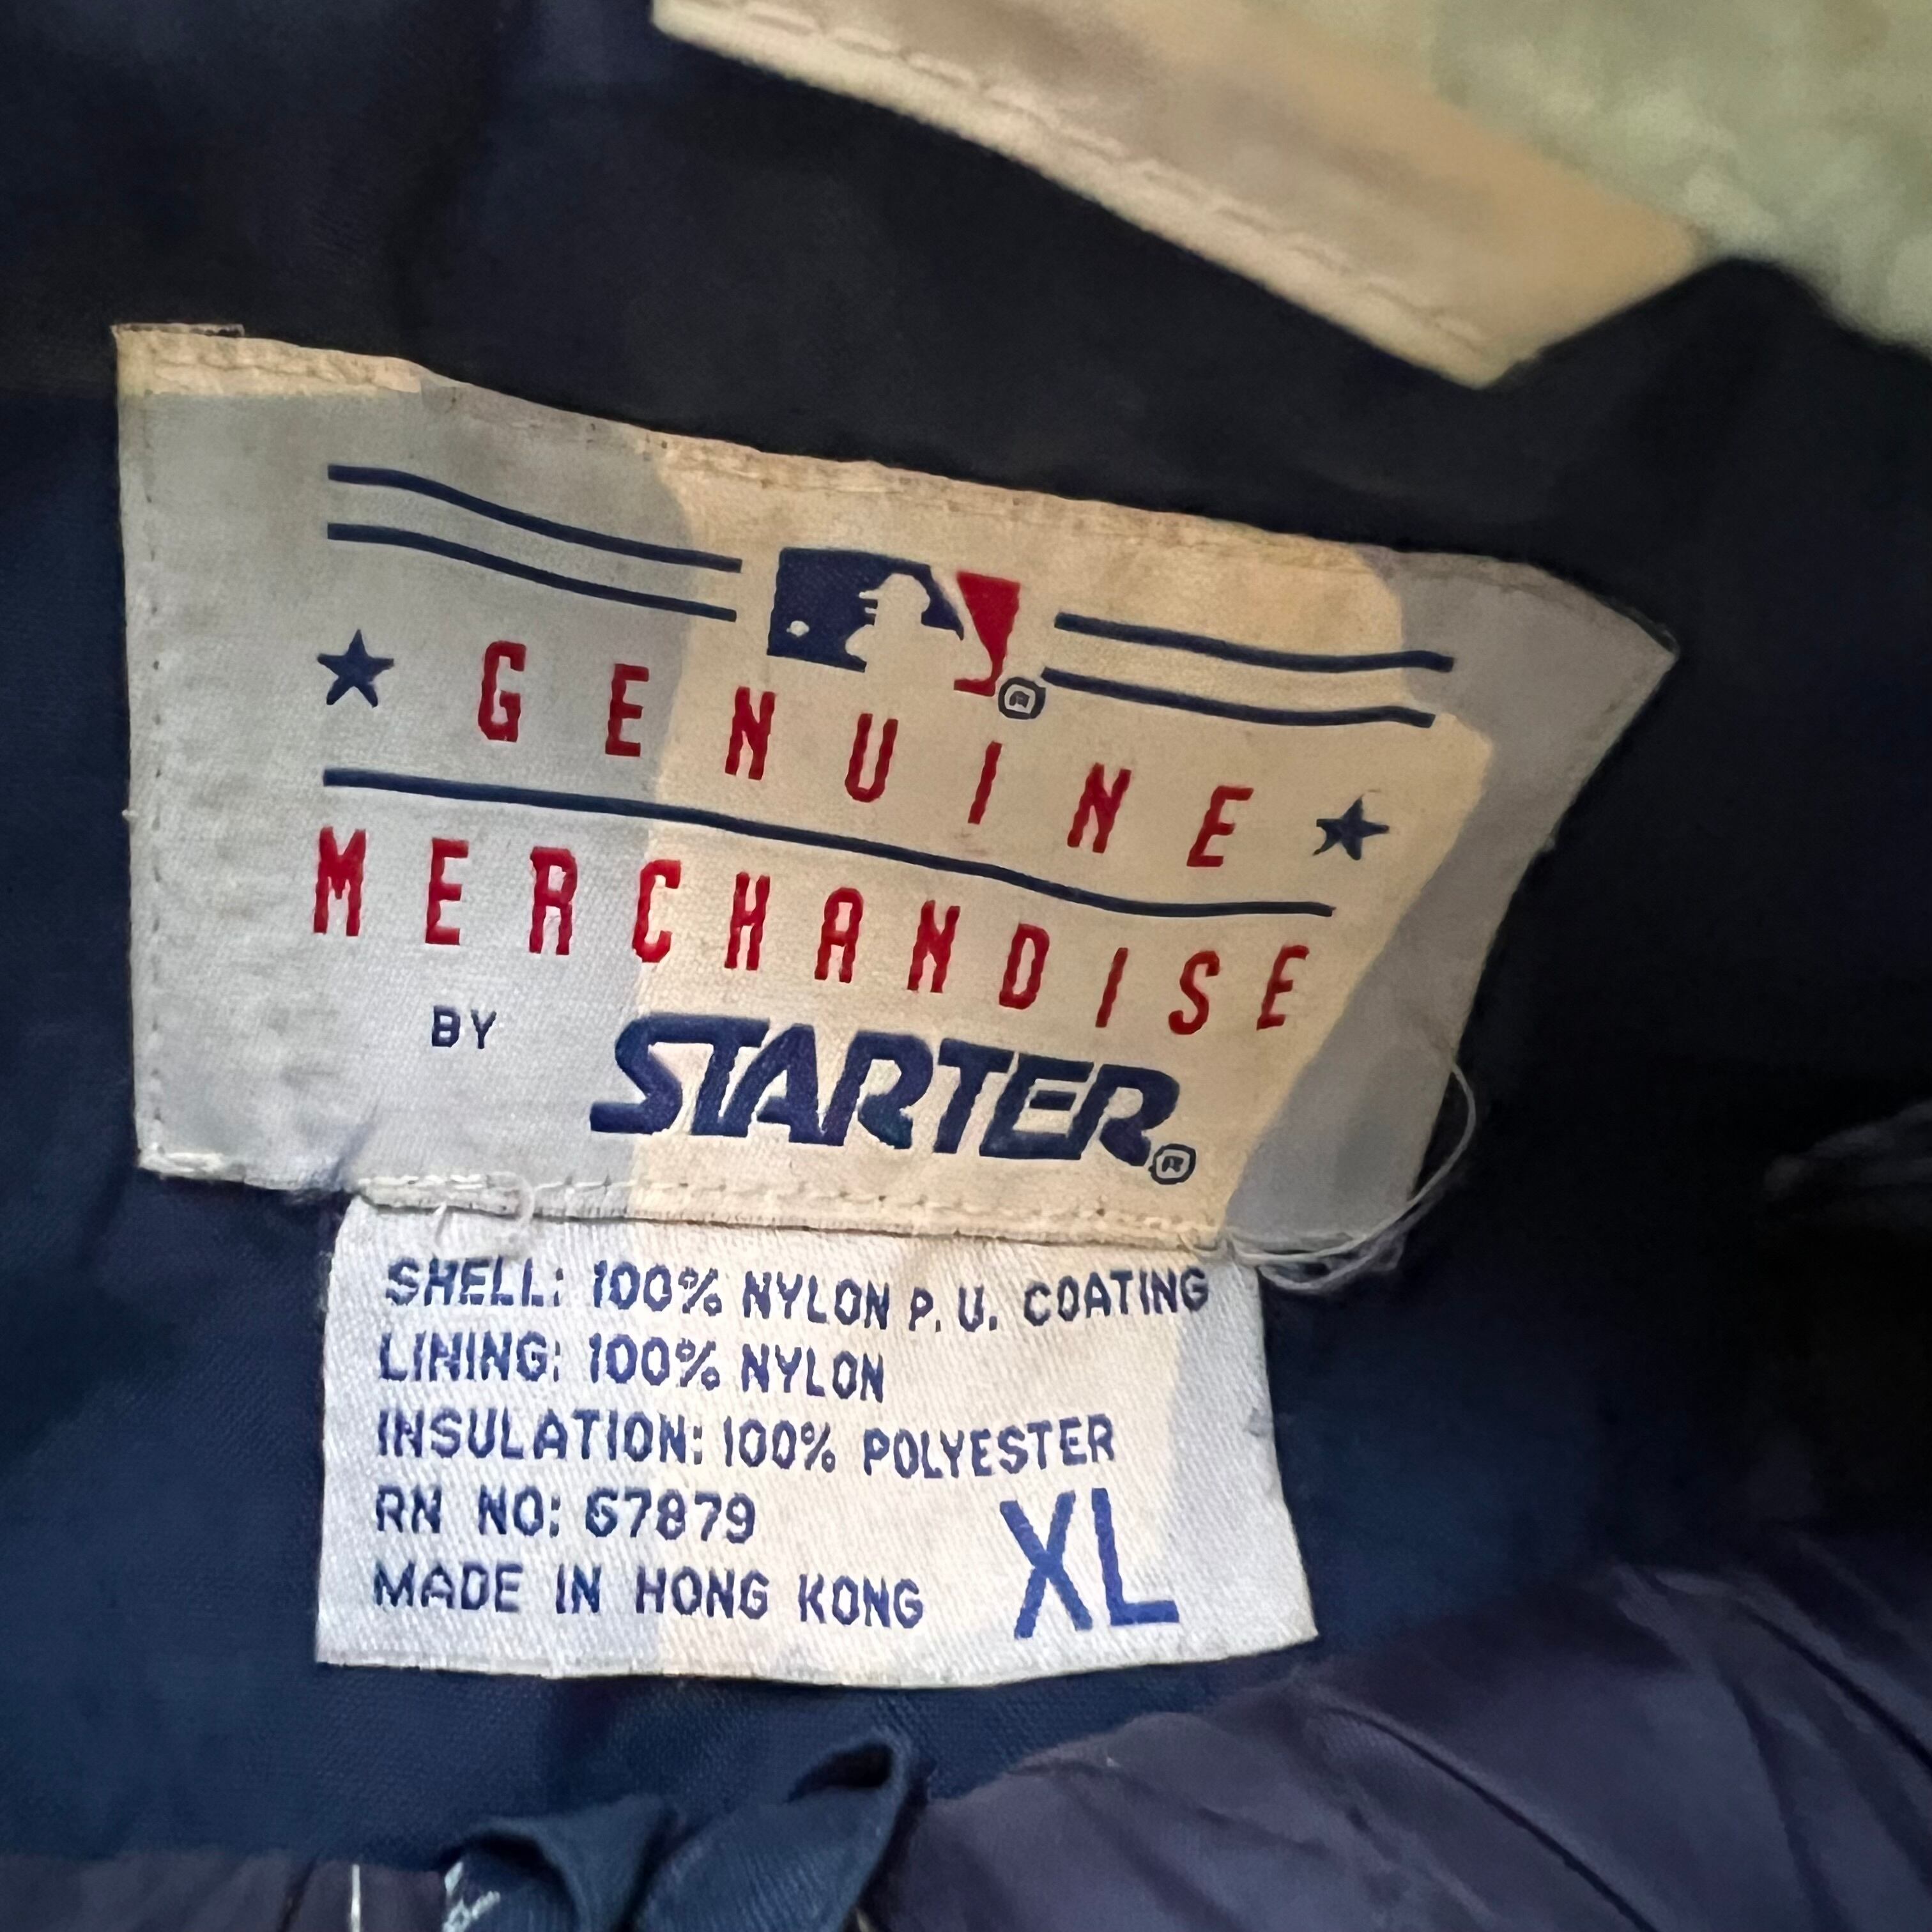 ®
★ GENUINE ★
MERCHANDISE
BY STARTER®
SHELL: 100% NYLON P.U. COATING
LINING: 100% NYLON
INSULATION: 100% POLYESTER
RN NO: 67879
MADE IN HONG KONG XL